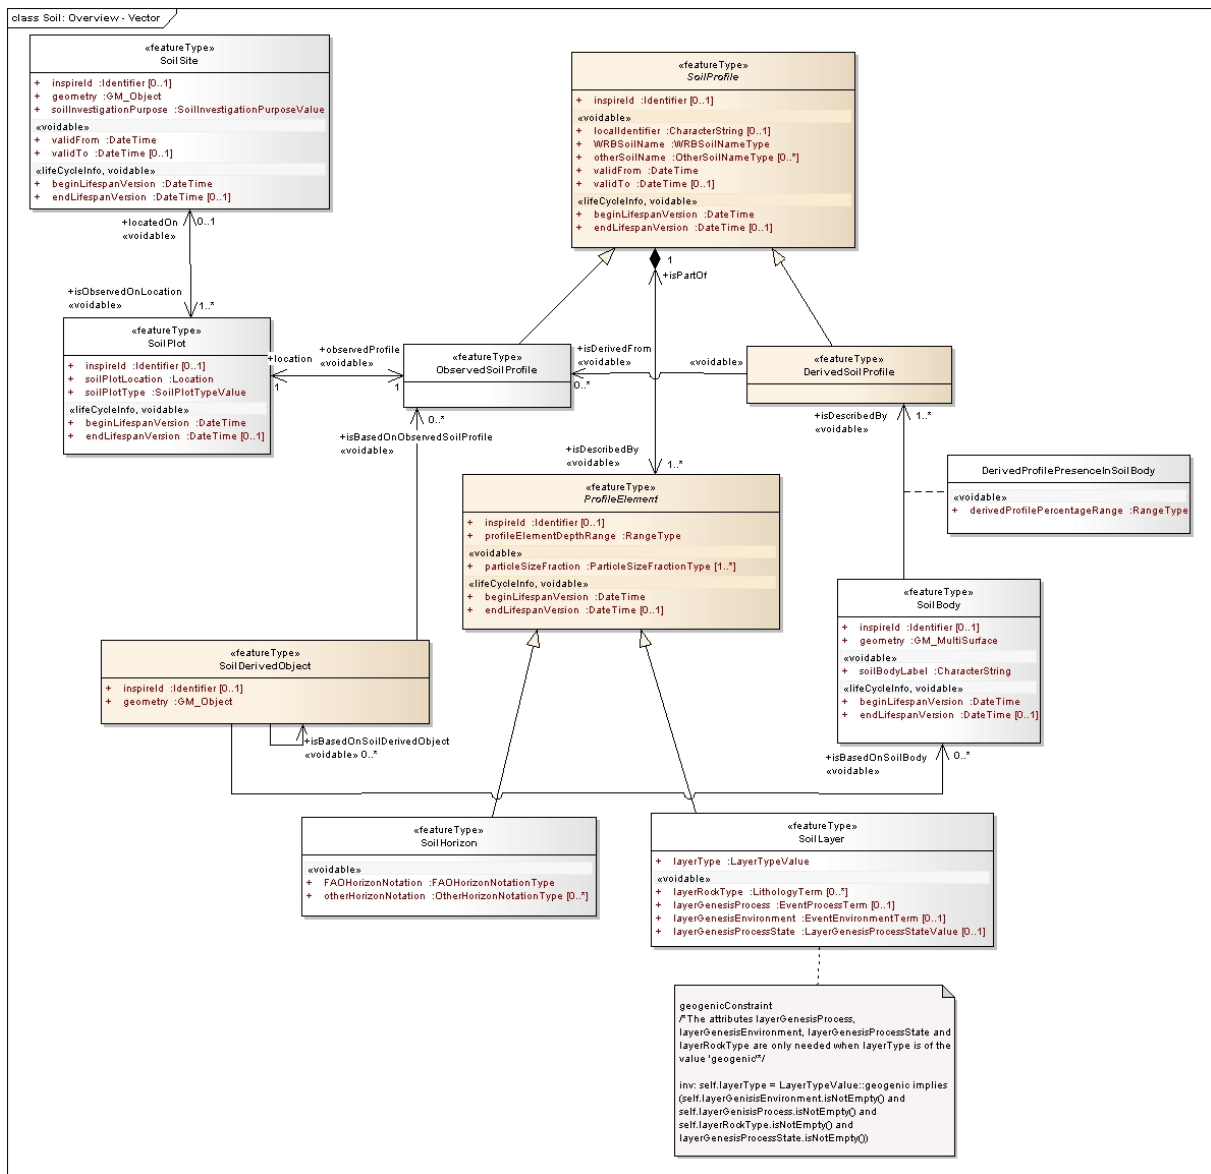 class Soil: Overview - Vector
«featureType»
SoilSite
+ inspireId :Identifier [0..1]
+ geometry :GM_Object
+ soilInvestigationPurpose :SoilInvestigationPurposeValue
«voidable»
+ validFrom :DateTime
+ validTo :DateTime [0..1]
«lifeCycleInfo, voidable»
+ beginLifespanVersion :DateTime
+ endLifespanVersion :DateTime [0..1]
«featureType»
SoilProfile
+ inspireId :Identifier [0..1]
«voidable»
+ localIdentifier :CharacterString [0..1]
+ WRBSoilName :WRBSoilNameType
+ otherSoilName :OtherSoilNameType [0..*]
+ validFrom :DateTime
+ validTo :DateTime [0..1]
«lifeCycleInfo, voidable»
+ beginLifespanVersion :DateTime
+ endLifespanVersion :DateTime [0..1]
+locatedOn 0..1
«voidable»
1
+isPartOf
+isObservedOnLocation
«voidable» 1..*
«featureType»
SoilPlot
+ inspireId :Identifier [0..1]
+ soilPlotLocation :Location
+ soilPlotType :SoilPlotTypeValue
«lifeCycleInfo, voidable»
+ beginLifespanVersion :DateTime
+ endLifespanVersion :DateTime [0..1]
+location
1
+observedProfile
«voidable»
1
«featureType»
ObservedSoilProfile
+isDerivedFrom
«voidable»
0..*
«voidable»
«featureType»
DerivedSoilProfile
0..*
+isBasedOnObservedSoilProfile
«voidable»
+isDescribedBy
«voidable» 1..*
+isDescribedBy 1..*
«voidable»
«featureType»
ProfileElement
+ inspireId :Identifier [0..1]
+ profileElementDepthRange :RangeType
«voidable»
+ particleSizeFraction :ParticleSizeFractionType [1..*]
«lifeCycleInfo, voidable»
+ beginLifespanVersion :DateTime
+ endLifespanVersion :DateTime [0..1]
DerivedProfilePresenceInSoilBody
«voidable»
+ derivedProfilePercentageRange :RangeType
«featureType»
SoilBody
+ inspireId :Identifier [0..1]
+ geometry :GM_MultiSurface
«voidable»
+ soilBodyLabel :CharacterString
«lifeCycleInfo, voidable»
+ beginLifespanVersion :DateTime
+ endLifespanVersion :DateTime [0..1]
«featureType»
SoilDerivedObject
+ inspireId :Identifier [0..1]
+ geometry :GM_Object
+isBasedOnSoilDerivedObject
«voidable» 0..*
+isBasedOnSoilBody 0..*
«voidable»
«featureType»
SoilHorizon
«voidable»
+ FAOHorizonNotation :FAOHorizonNotationType
+ otherHorizonNotation :OtherHorizonNotationType [0..*]
«featureType»
SoilLayer
+ layerType :LayerTypeValue
«voidable»
+ layerRockType :LithologyTerm [0..*]
+ layerGenesisProcess :EventProcessTerm [0..1]
+ layerGenesisEnvironment :EventEnvironmentTerm [0..1]
+ layerGenesisProcessState :LayerGenesisProcessStateValue [0..1]
geogenicConstraint
/*The attributes layerGenesisProcess,
layerGenesisEnvironment, layerGenesisProcessState and
layerRockType are only needed when layerType is of the
value 'geogenic'*/
inv: self.layerType = LayerTypeValue::geogenic implies
(self.layerGenisisEnvironment.isNotEmpty() and
self.layerGenisisProcess.isNotEmpty() and
self.layerRockType.isNotEmpty() and
layerGenesisProcessState.isNotEmpty())